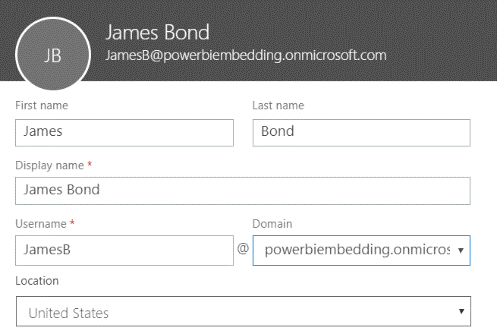 James Bond
JB
JamesB@powerbiembedding.onmicrosoft.com
First name Last name
James Bond
Display name *
James Bond
Username * Domain
JamesB @ powerbiembedding.onmicros
Location
United States